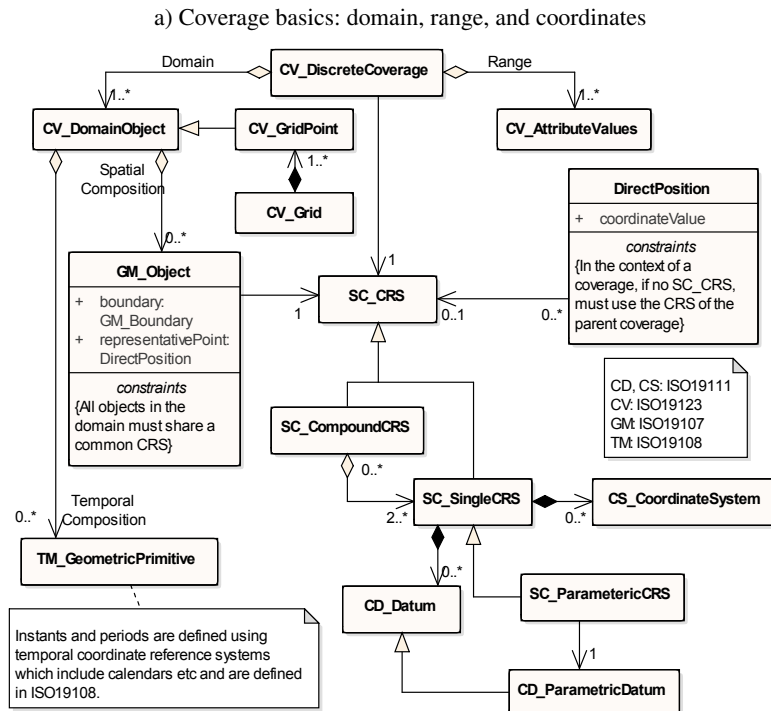 a) Coverage basics: domain, range, and coordinates
Domain
CV_DiscreteCoverage
Range
1..*
1..*
CV_DomainObject
CV_GridPoint
CV_AttributeValues
Spatial
Composition
1..*
CV_Grid
0..*
DirectPosition
+ coordinateValue
constraints
{In the context of a
coverage, if no SC_CRS,
must use the CRS of the
parent coverage}
GM_Object
+ boundary:
GM_Boundary
+ representativePoint:
DirectPosition
constraints
{All objects in the
domain must share a
common CRS}
1
1
SC_CRS
0..1
0..*
CD, CS: ISO19111
CV: ISO19123
GM: ISO19107
TM: ISO19108
SC_CompoundCRS
0..*
2..*
SC_SingleCRS
0..*
CS_CoordinateSystem
Temporal
Composition
0..*
TM_GeometricPrimitive
0..*
CD_Datum
SC_ParametericCRS
1
CD_ParametricDatum
Instants and periods are defined using
temporal coordinate reference systems
which include calendars etc and are defined
in ISO19108.